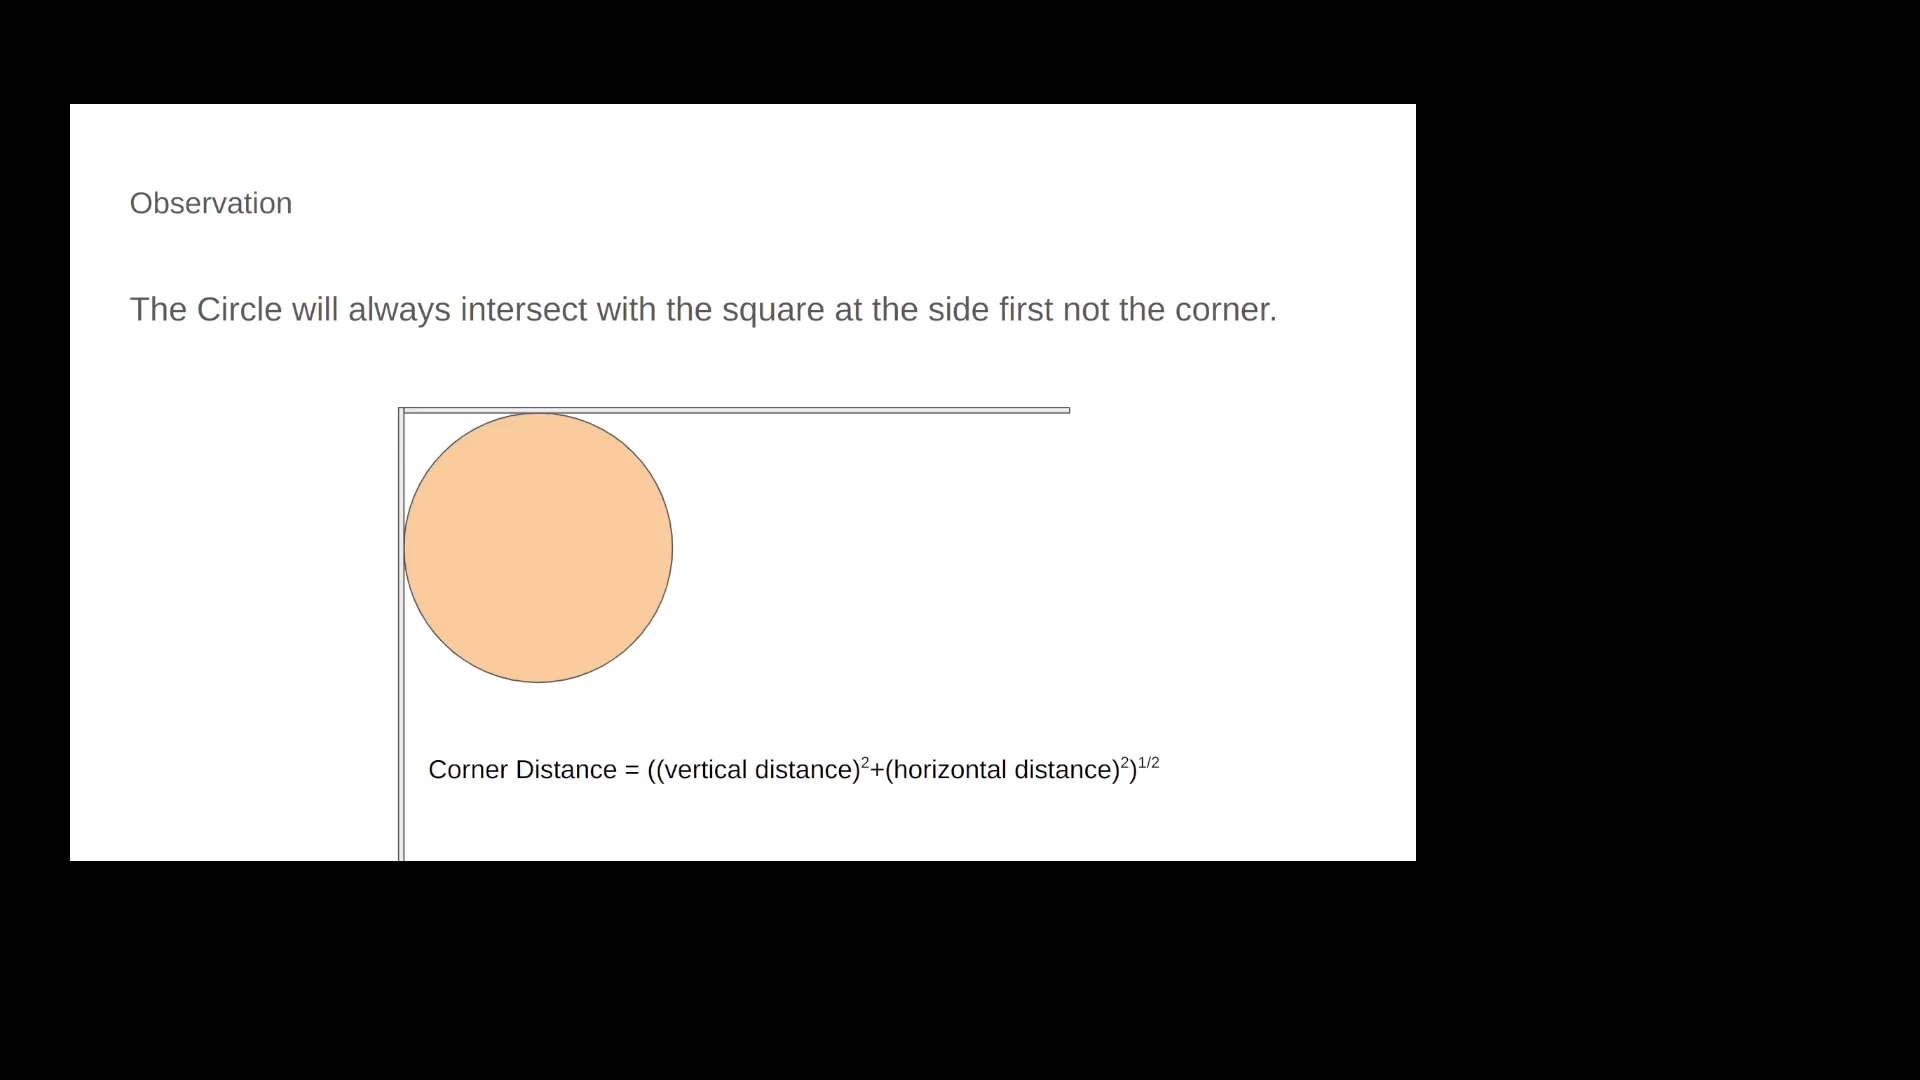 Observation
The Circle will always intersect with the square at the side first not the corner.
Corner Distance = ((vertical distance)²+(horizontal distance)²)¹/²